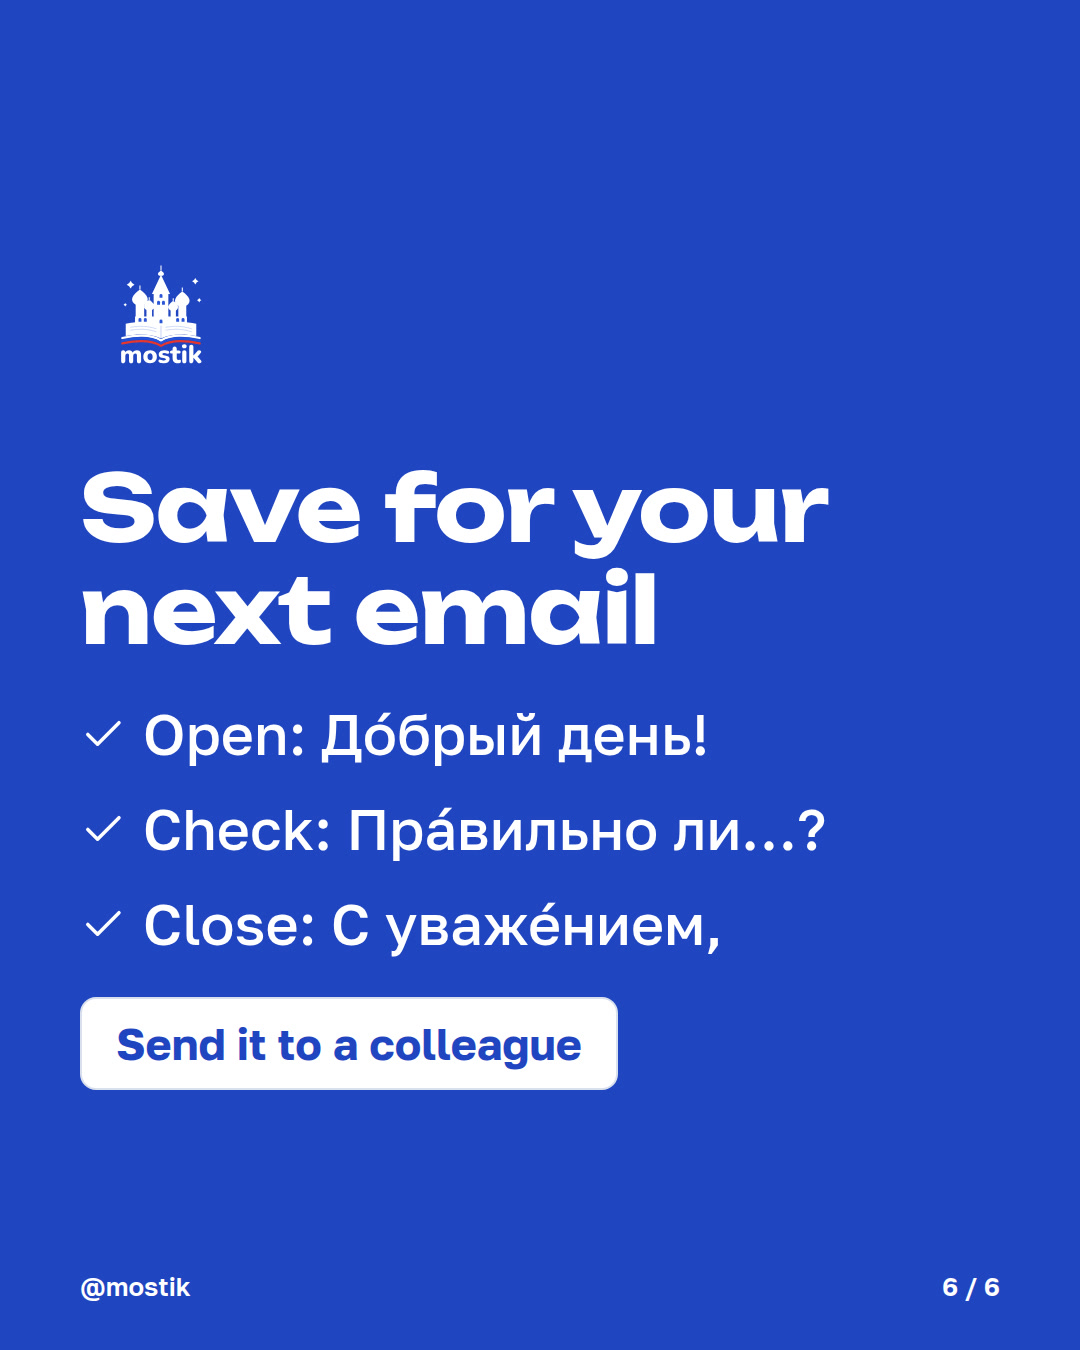 mostik
Save for your
next email
Open: До́брый день!
Check: Пра́вильно ли...?
Close: С уваже́нием,
Send it to a colleague
@mostik
6 / 6